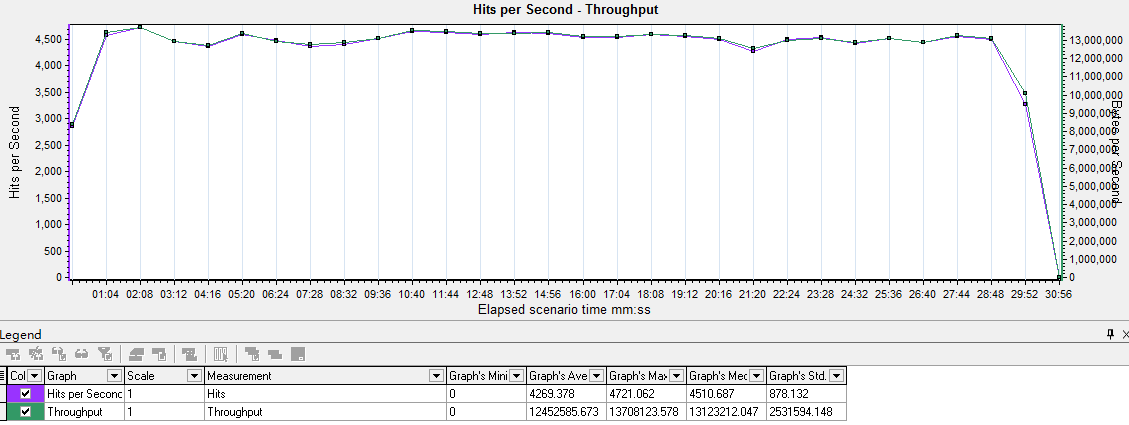 Hits per Second - Throughput
Hits per Second
4,500
4,000
3,500
3,000
2,500
2,000
1,500
1,000
500
0
13,000,000
12,000,000
11,000,000
10,000,000
9,000,000
8,000,000
7,000,000
6,000,000
5,000,000
4,000,000
3,000,000
2,000,000
1,000,000
0
Bytes per Second
01:04 02:08 03:12 04:16 05:20 06:24 07:28 08:32 09:36 10:40 11:44 12:48 13:52 14:56 16:00 17:04 18:08 19:12 20:16 21:20 22:24 23:28 24:32 25:36 26:40 27:44 28:48 29:52 30:56
Elapsed scenario time mm:ss
Legend
Col Graph Scale Measurement Graph's Mini Graph's Ave Graph's Max Graph's Med Graph's Std.
Hits per Second 1 Hits 0 4269.378 4721.062 4510.687 878.132
Throughput 1 Throughput 0 12452585.673 13708123.578 13123212.047 2531594.148